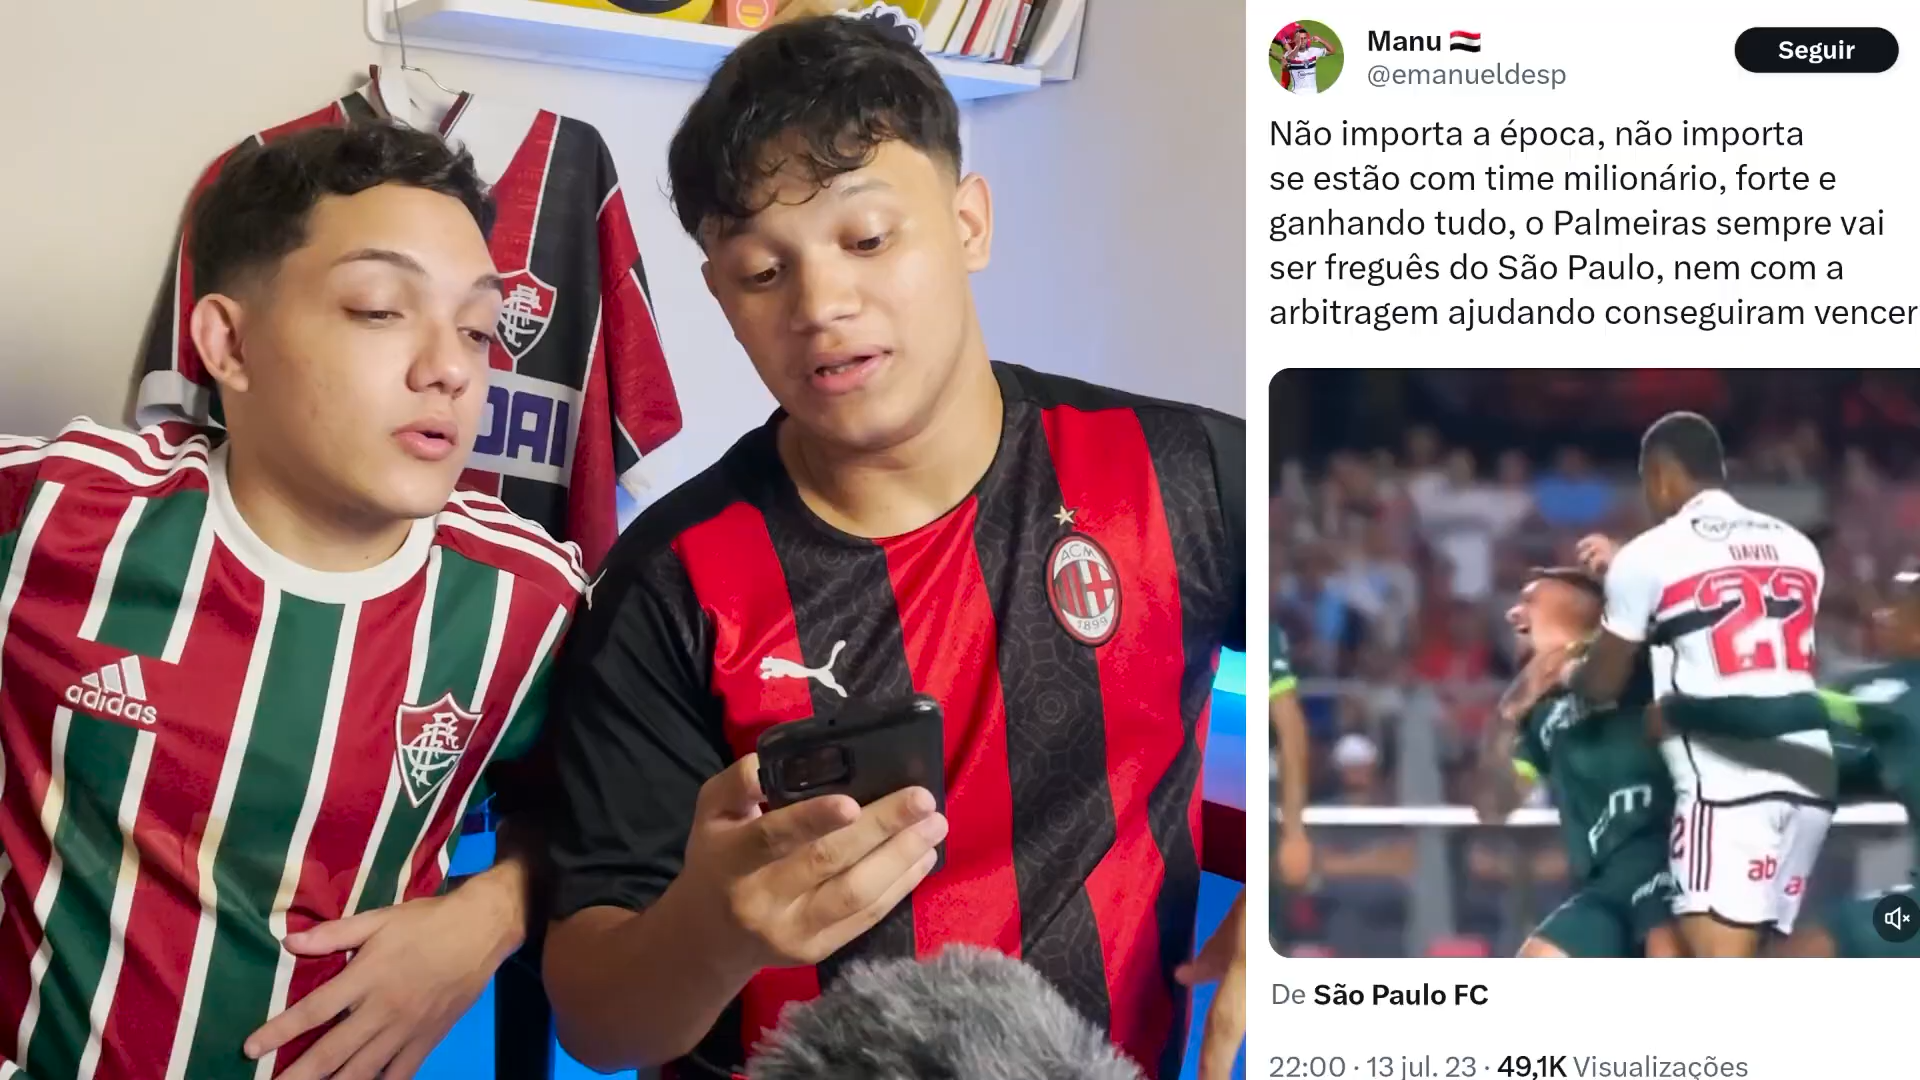 DAI
adidas
ACM
1899
Manu
@emanueldesp
Seguir
Não importa a época, não importa
se estão com time milionário, forte e
ganhando tudo, o Palmeiras sempre vai
ser freguês do São Paulo, nem com a
arbitragem ajudando conseguiram vencer
DAVID
22
De São Paulo FC
22:00 · 13 jul. 23 · 49,1K Visualizações